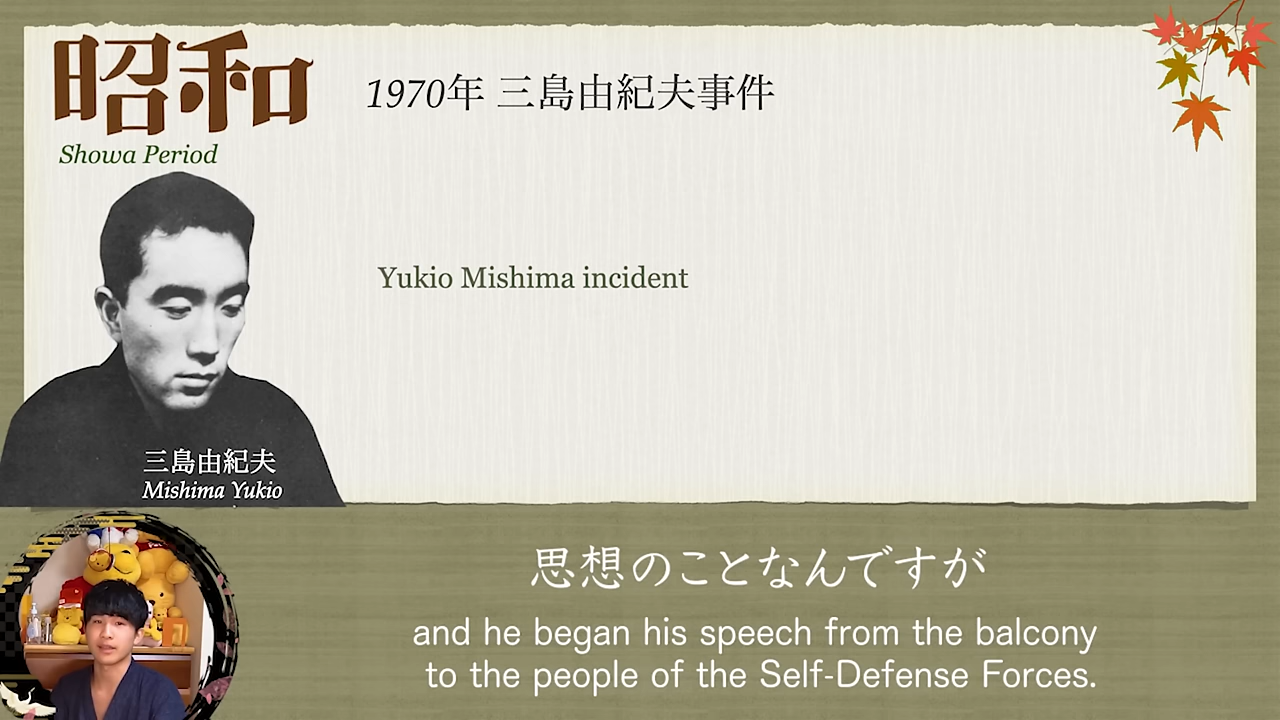 昭和
Showa Period
1970年 三島由紀夫事件
Yukio Mishima incident
三島由紀夫
Mishima Yukio
思想のことなんですが
and he began his speech from the balcony
to the people of the Self-Defense Forces.